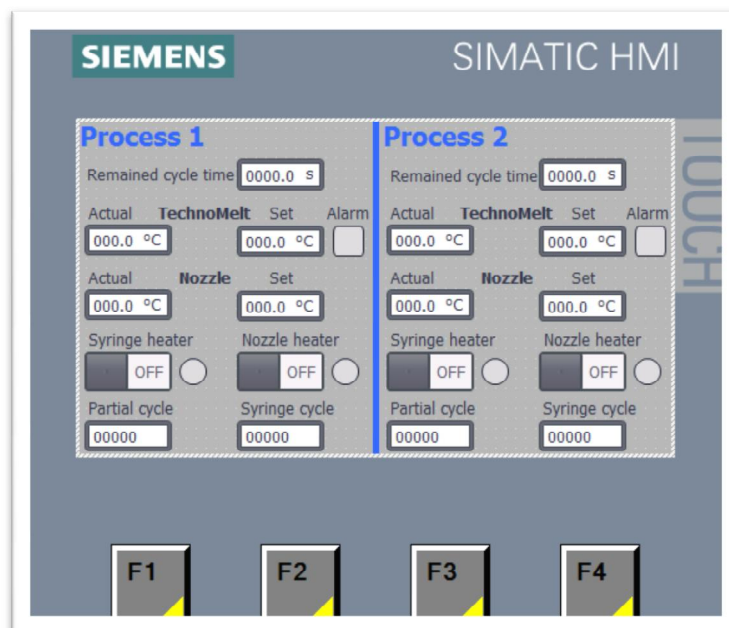 SIEMENS
SIMATIC HMI
TOUCH
Process 1
Remained cycle time 0000.0 s
Actual TechnoMelt Set Alarm
000.0 °C 000.0 °C
Actual Nozzle Set
000.0 °C 000.0 °C
Syringe heater Nozzle heater
OFF OFF
Partial cycle Syringe cycle
00000 00000
Process 2
Remained cycle time 0000.0 s
Actual TechnoMelt Set Alarm
000.0 °C 000.0 °C
Actual Nozzle Set
000.0 °C 000.0 °C
Syringe heater Nozzle heater
OFF OFF
Partial cycle Syringe cycle
00000 00000
F1 F2 F3 F4